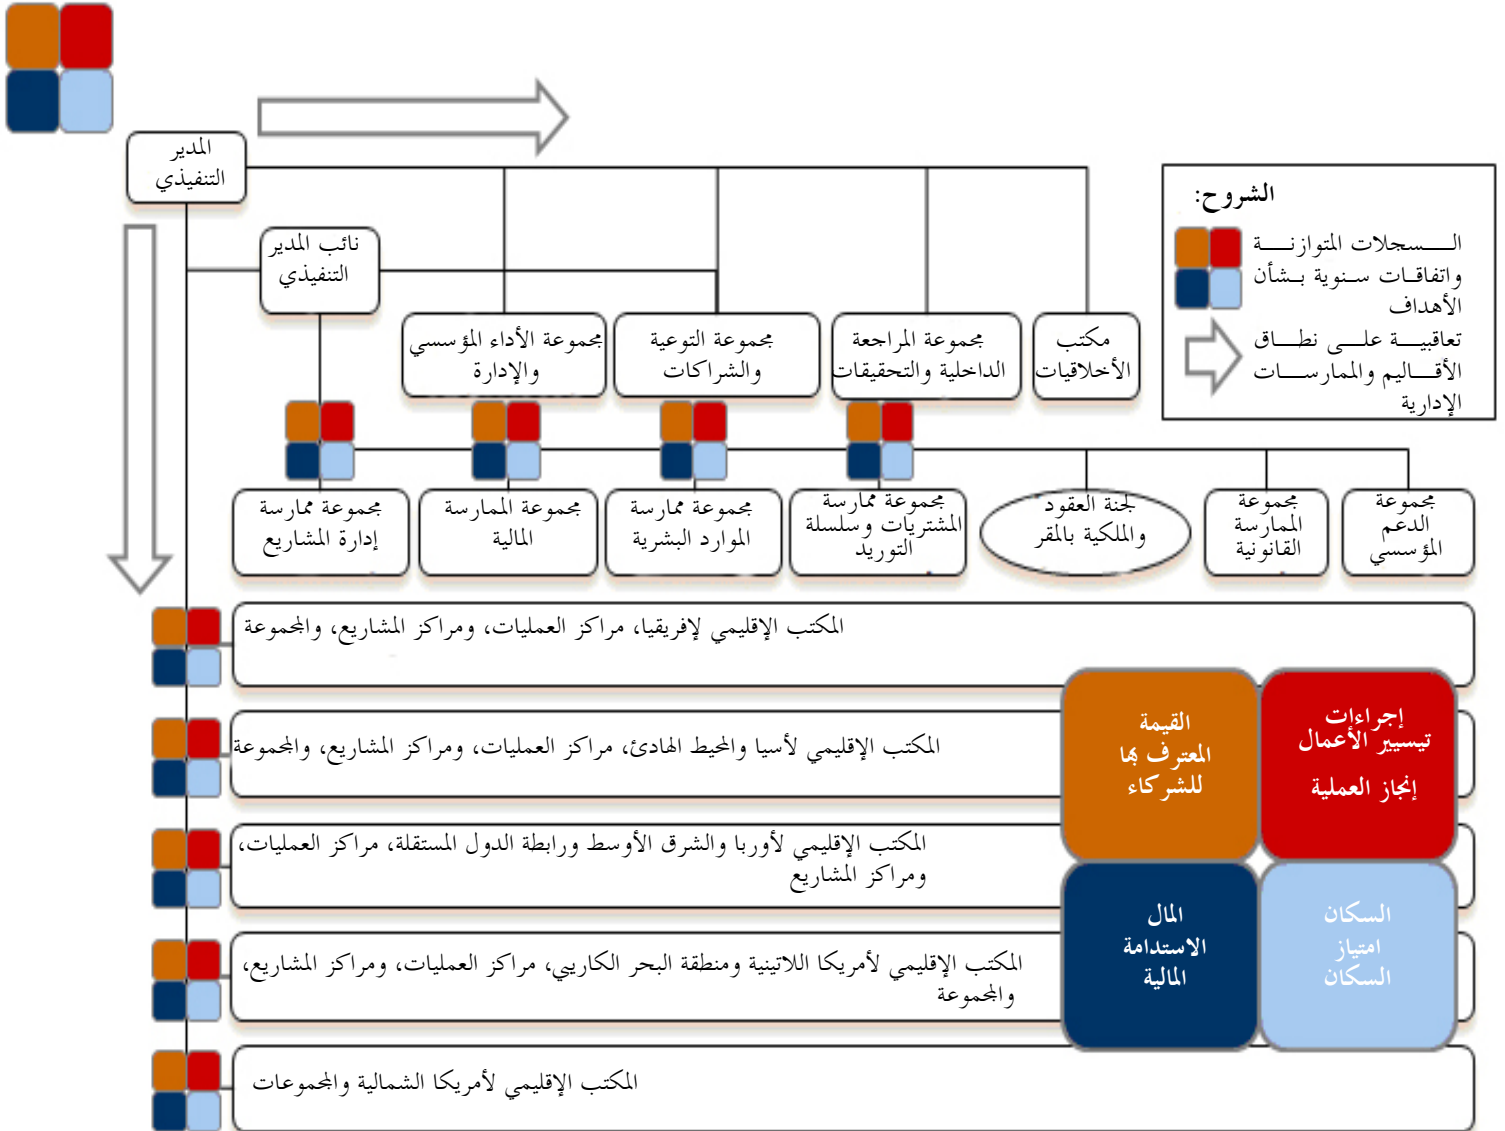 المدير
التنفيذي
نائب المدير
التنفيذي
الشروح:
السجلات المتوازنة
واتفاقات سنوية بشأن
الأهداف
تعاقبية على نطاق
الأقاليم والممارسات
الإدارية
مكتب
الأخلاقيات
مجموعة المراجعة
الداخلية والتحقيقات
مجموعة التوعية
والشراكات
مجموعة الأداء المؤسسي
والإدارة
مجموعة
الدعم
المؤسسي
مجموعة
الممارسة
القانونية
لجنة العقود
والملكية بالمقر
مجموعة ممارسة
المشتريات وسلسلة
التوريد
مجموعة ممارسة
الموارد البشرية
مجموعة الممارسة
المالية
مجموعة ممارسة
إدارة المشاريع
المكتب الإقليمي لإفريقيا، مراكز العمليات، ومراكز المشاريع، والمجموعة
المكتب الإقليمي لأسيا والمحيط الهادئ، مراكز العمليات، ومراكز المشاريع، والمجموعة
المكتب الإقليمي لأوربا والشرق الأوسط ورابطة الدول المستقلة، مراكز العمليات،
ومراكز المشاريع
المكتب الإقليمي لأمريكا اللاتينية ومنطقة البحر الكاريبي، مراكز العمليات، ومراكز المشاريع،
والمجموعة
المكتب الإقليمي لأمريكا الشمالية والمجموعات
إجراءات
تيسيير الأعمال
إنجاز العملية
القيمة
المعترف بها
للشركاء
السكان
امتياز
السكان
المال
الاستدامة
المالية